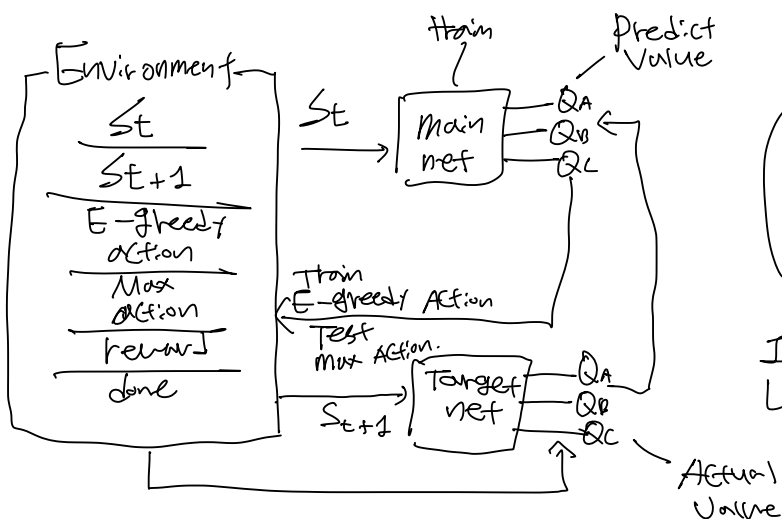 train
Predict
Value
Environment
St
St+1
E-greedy
action
Max
action
reward
done
St
main
net
QA
QB
QC
Train
E-greedy Action
Test
Max Action.
St+1
Target
net
QA
QB
QC
Actual
Value